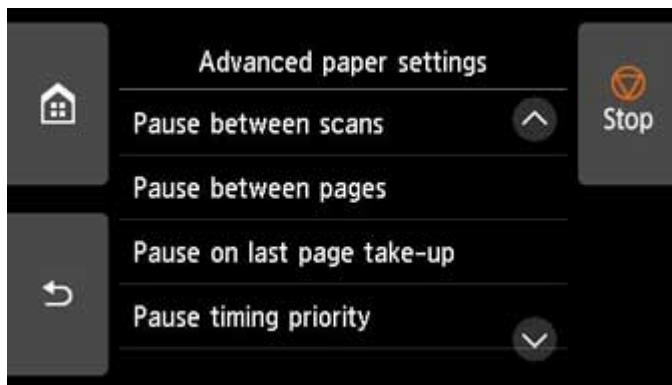 Advanced paper settings
Stop
Pause between scans
Pause between pages
Pause on last page take-up
Pause timing priority